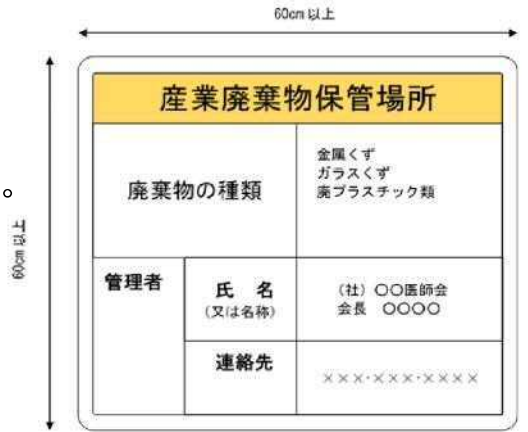 60cm以上
産業廃棄物保管場所
。
60cm以上
廃棄物の種類
金属くず
ガラスくず
廃プラスチック類
管理者
氏 名
(又は名称)
(社)〇〇医師会
会長 〇〇〇〇
連絡先
×××-×××-××××